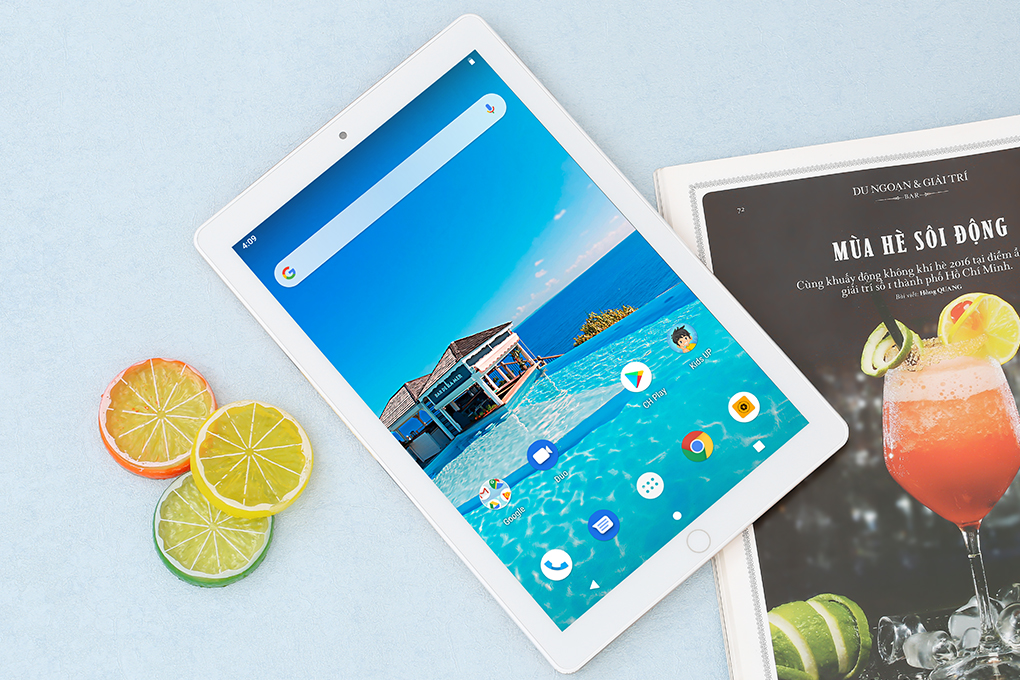 4:09
Google
Duo
CH Play
Kids UP
72
DU NGOẠN & GIẢI TRÍ
BAR
MÙA HÈ SÔI ĐỘNG
Cùng khuấy động không khí hè 2016 tại điểm
giải trí số 1 thành phố Hồ Chí Minh.
Bài viết: Hồng QUANG